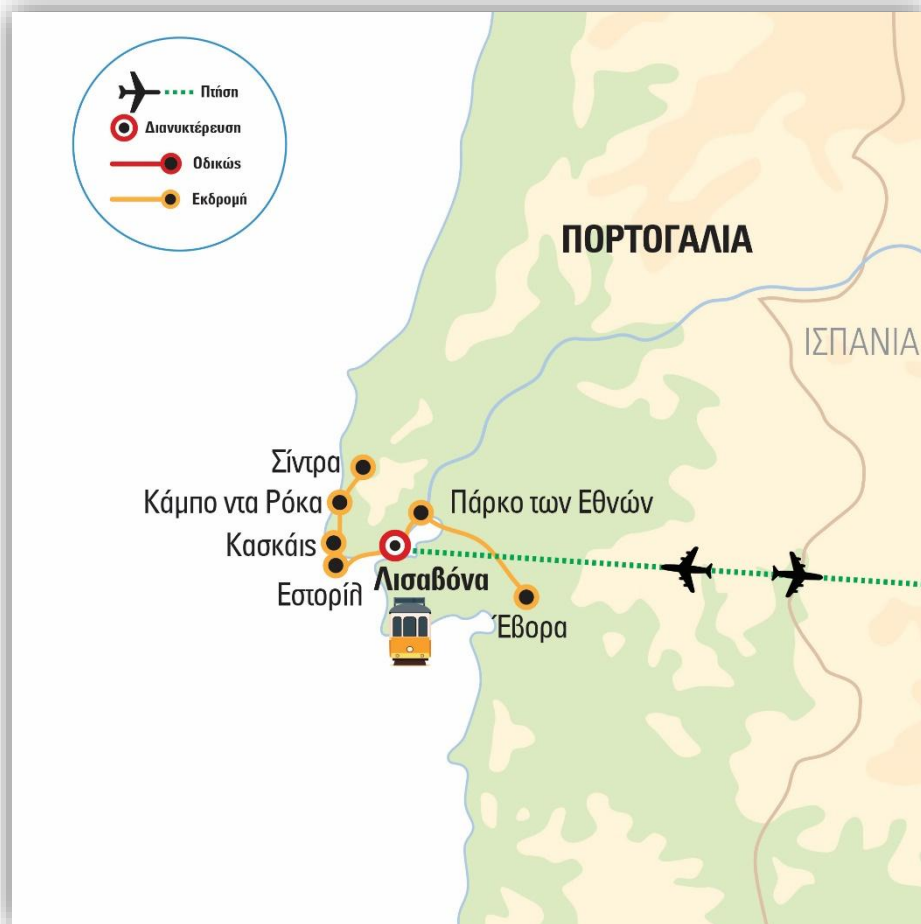 Πτήση
Διανυκτέρευση
Οδικώς
Εκδρομή
ΠΟΡΤΟΓΑΛΙΑ
ΙΣΠΑΝΙΑ
Σίντρα
Κάμπο ντα Ρόκα
Πάρκο των Εθνών
Κασκάις
Εστορίλ
Λισαβόνα
Έβορα